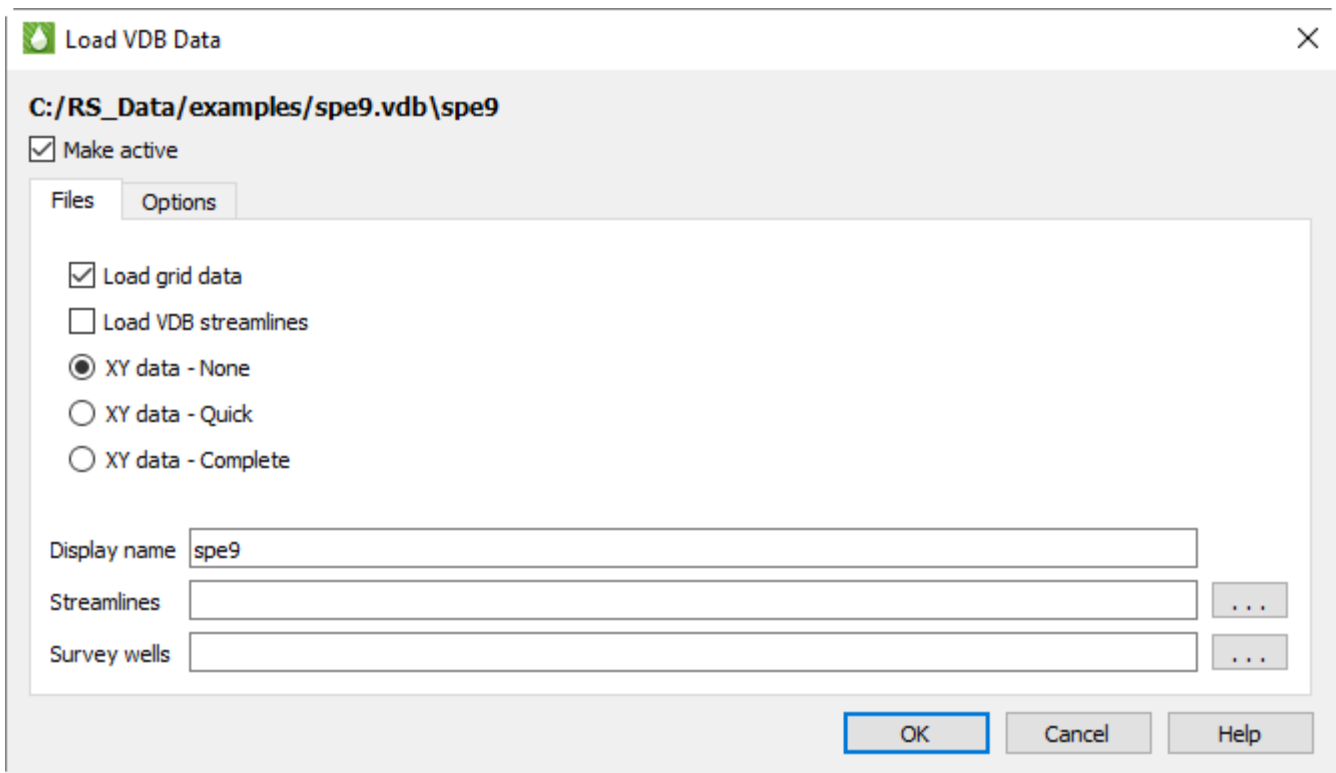 Load VDB Data
C:/RS_Data/examples/spe9.vdb\spe9
Make active
Files Options
Load grid data
Load VDB streamlines
XY data - None
XY data - Quick
XY data - Complete
Display name spe9
Streamlines ...
Survey wells ...
OK Cancel Help